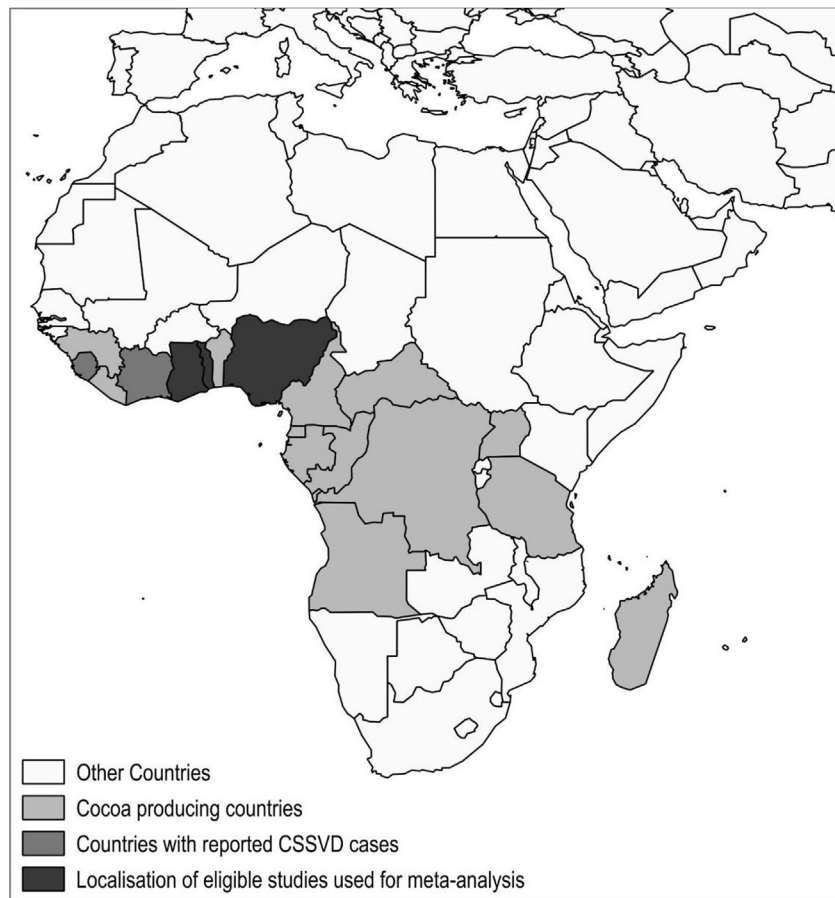 Other Countries
Cocoa producing countries
Countries with reported CSSVD cases
Localisation of eligible studies used for meta-analysis